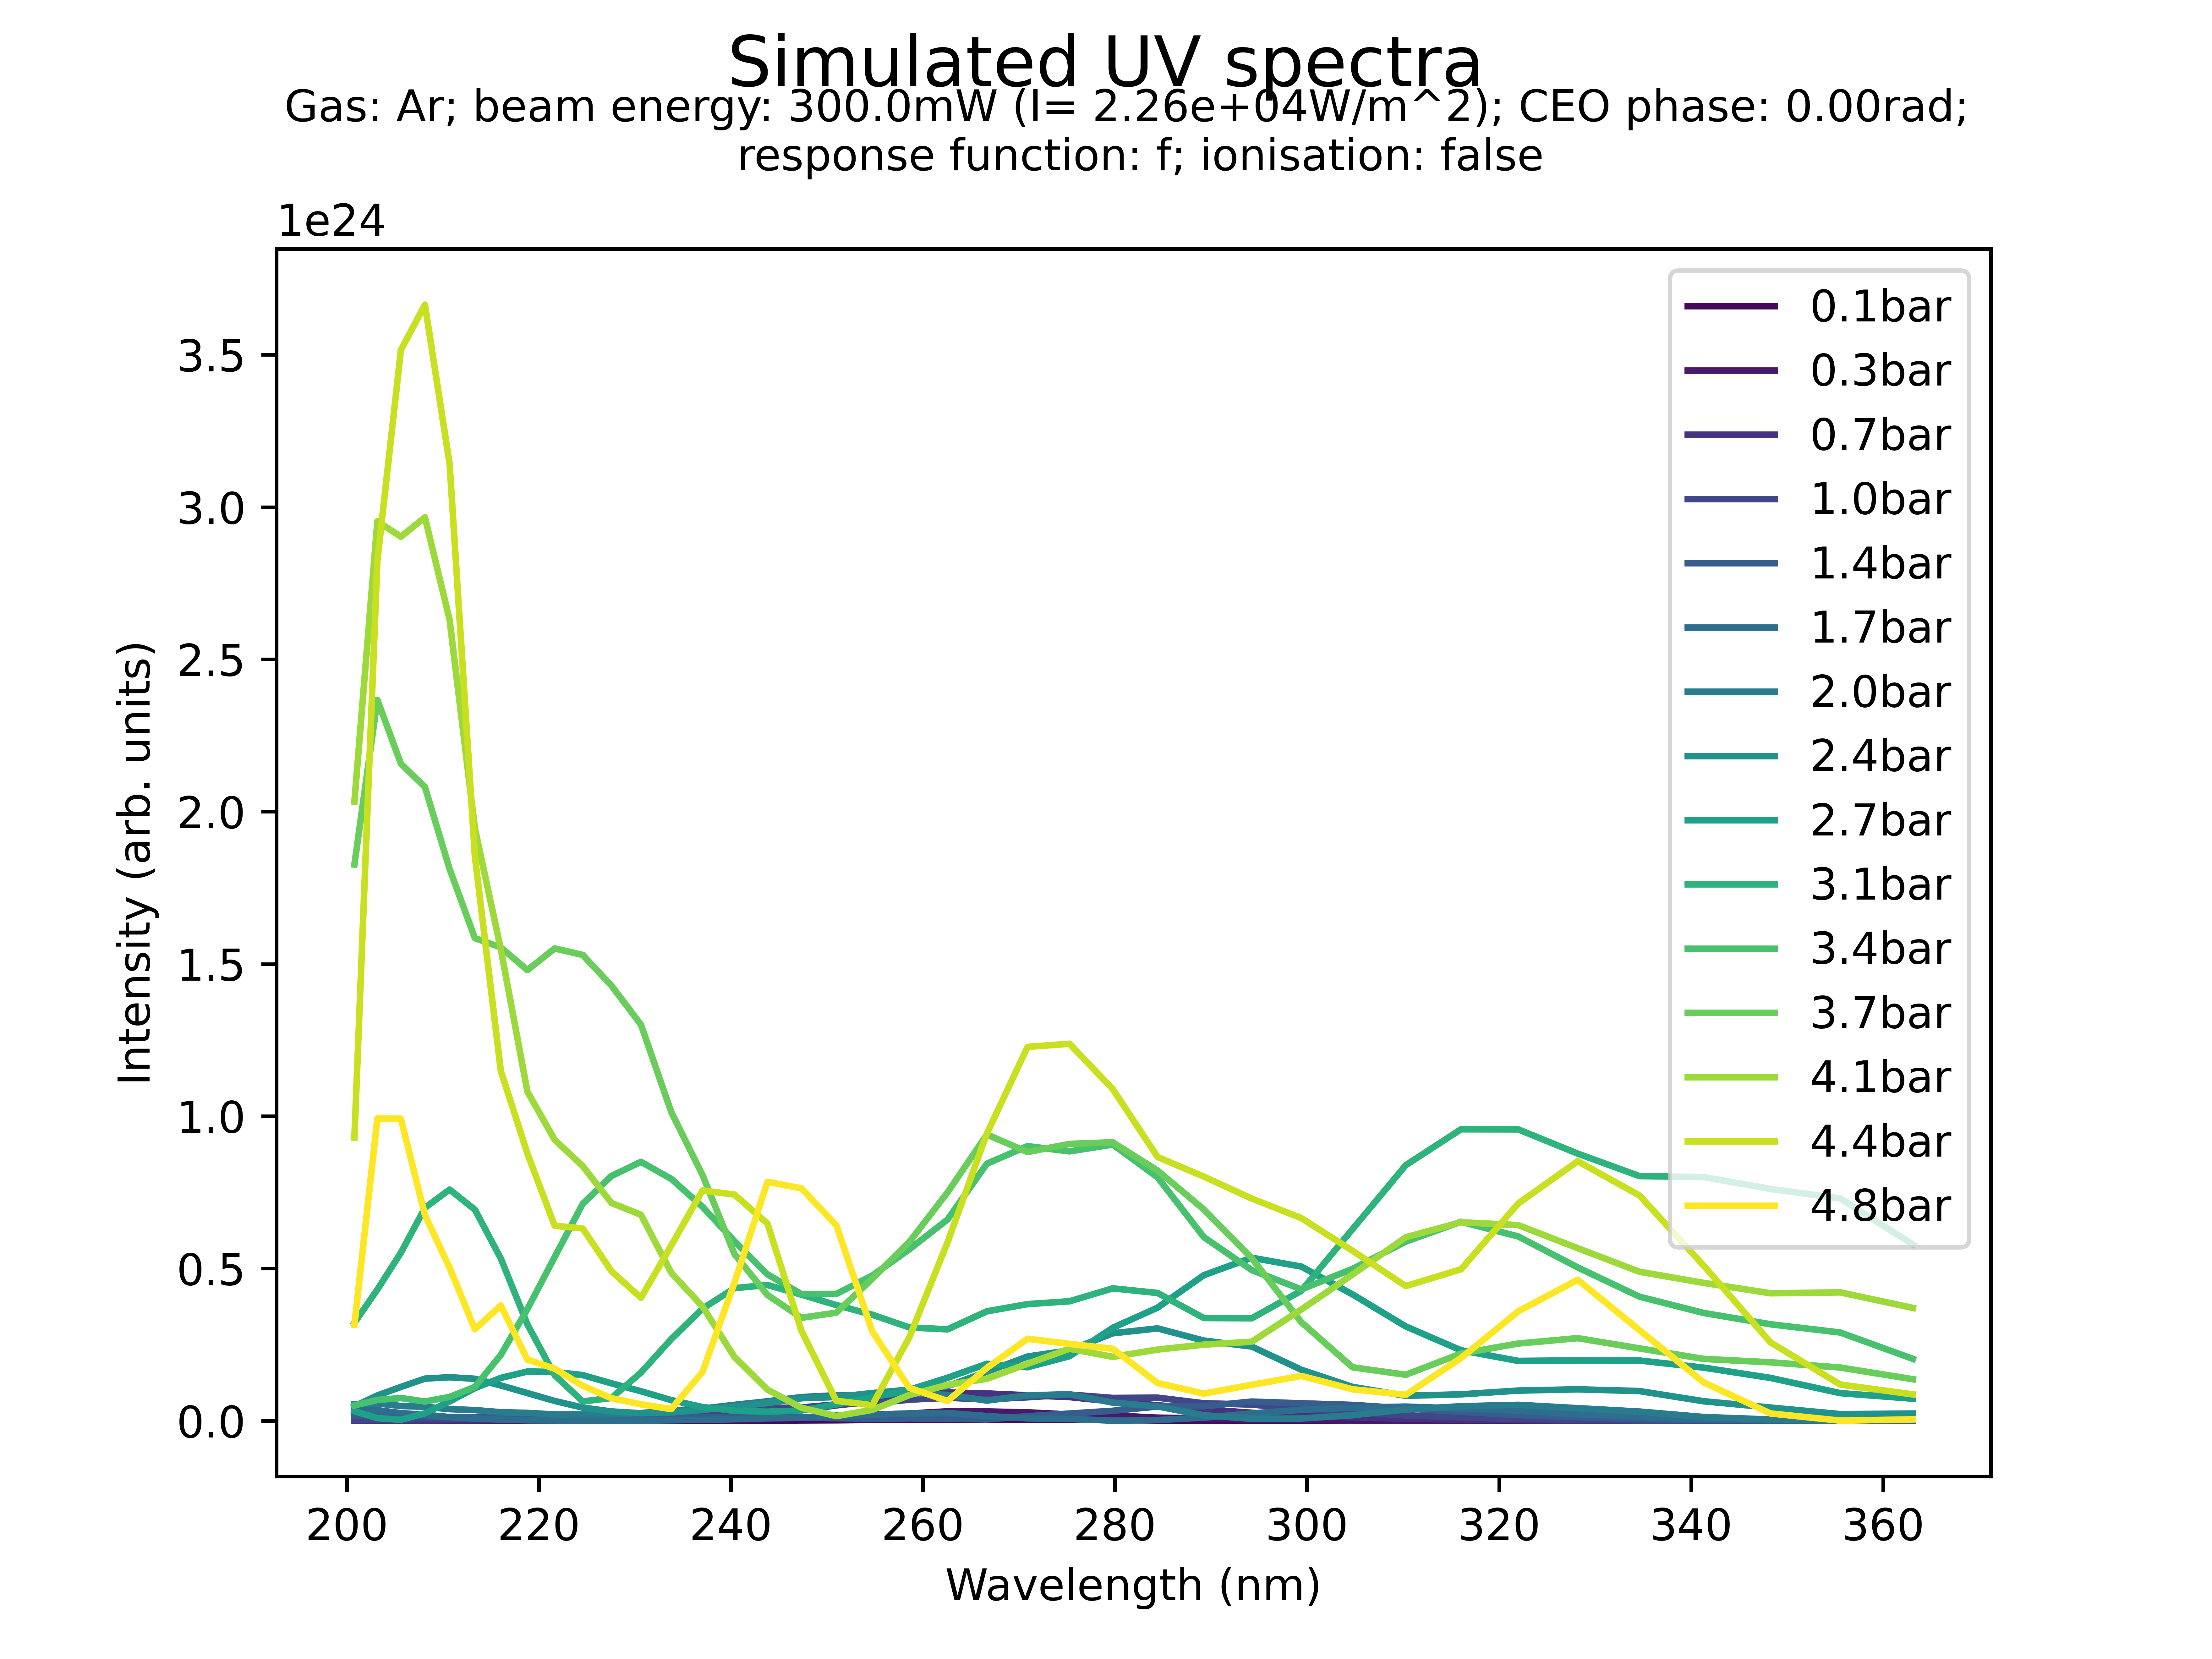 Simulated UV spectra
Gas: Ar; beam energy: 300.0mW (I= 2.26e+04W/m^2); CEO phase: 0.00rad;
response function: f; ionisation: false
1e24
3.5
3.0
2.5
2.0
1.5
1.0
0.5
0.0
Intensity (arb. units)
0.1bar
0.3bar
0.7bar
1.0bar
1.4bar
1.7bar
2.0bar
2.4bar
2.7bar
3.1bar
3.4bar
3.7bar
4.1bar
4.4bar
4.8bar
200 220 240 260 280 300 320 340 360
Wavelength (nm)